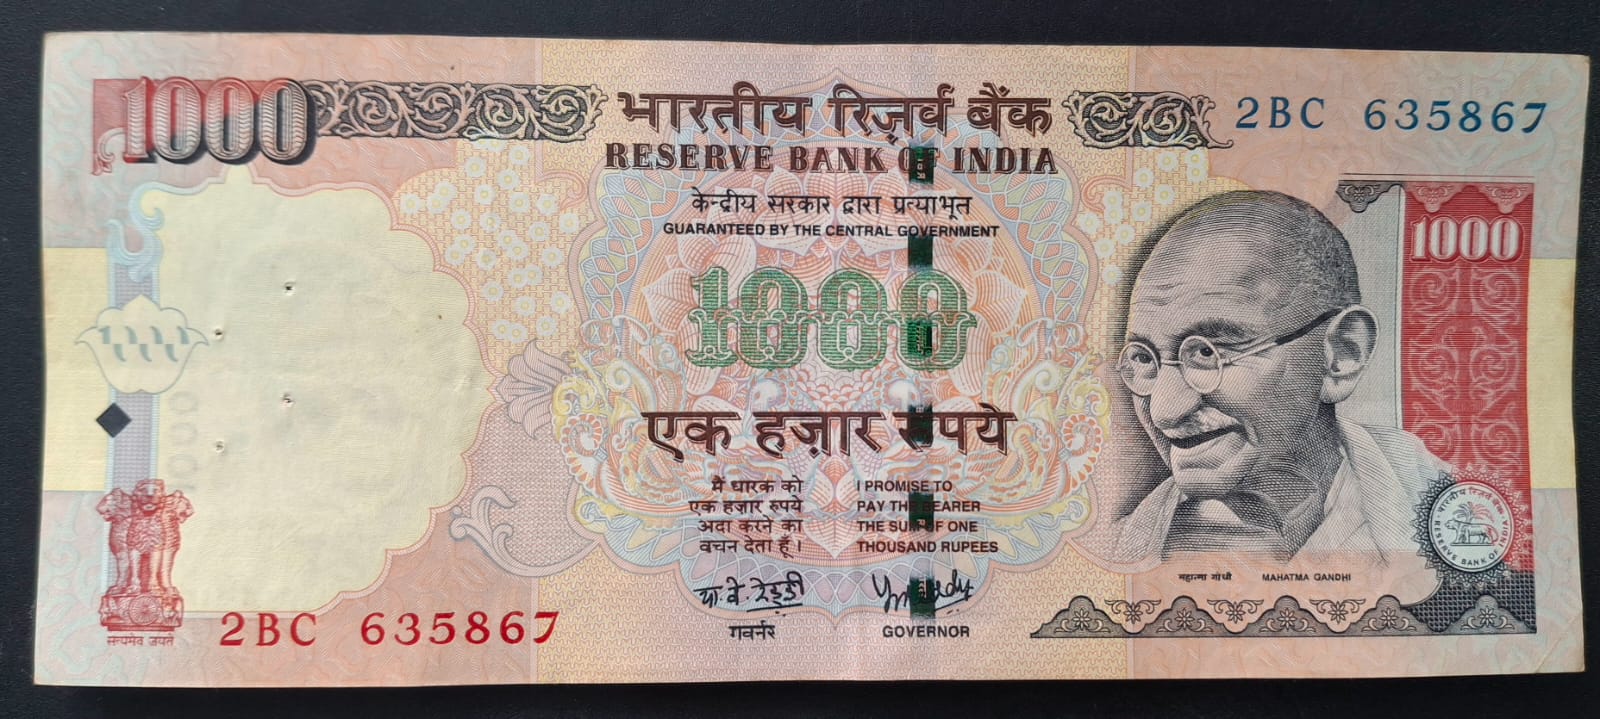 1000
भारतीय रिज़र्व बैंक
RESERVE BANK OF INDIA
2BC 635867
केन्द्रीय सरकार द्वारा प्रत्याभूत
GUARANTEED BY THE CENTRAL GOVERNMENT
1000
1000
एक हज़ार रुपये
मैं धारक को
एक हज़ार रुपये
अदा करने का
वचन देता हूँ ।
I PROMISE TO
PAY THE BEARER
THE SUM OF ONE
THOUSAND RUPEES
गवर्नर
GOVERNOR
महात्मा गांधी MAHATMA GANDHI
भारतीय रिज़र्व बैंक
RESERVE BANK OF INDIA
सत्यमेव जयते
2BC 635867